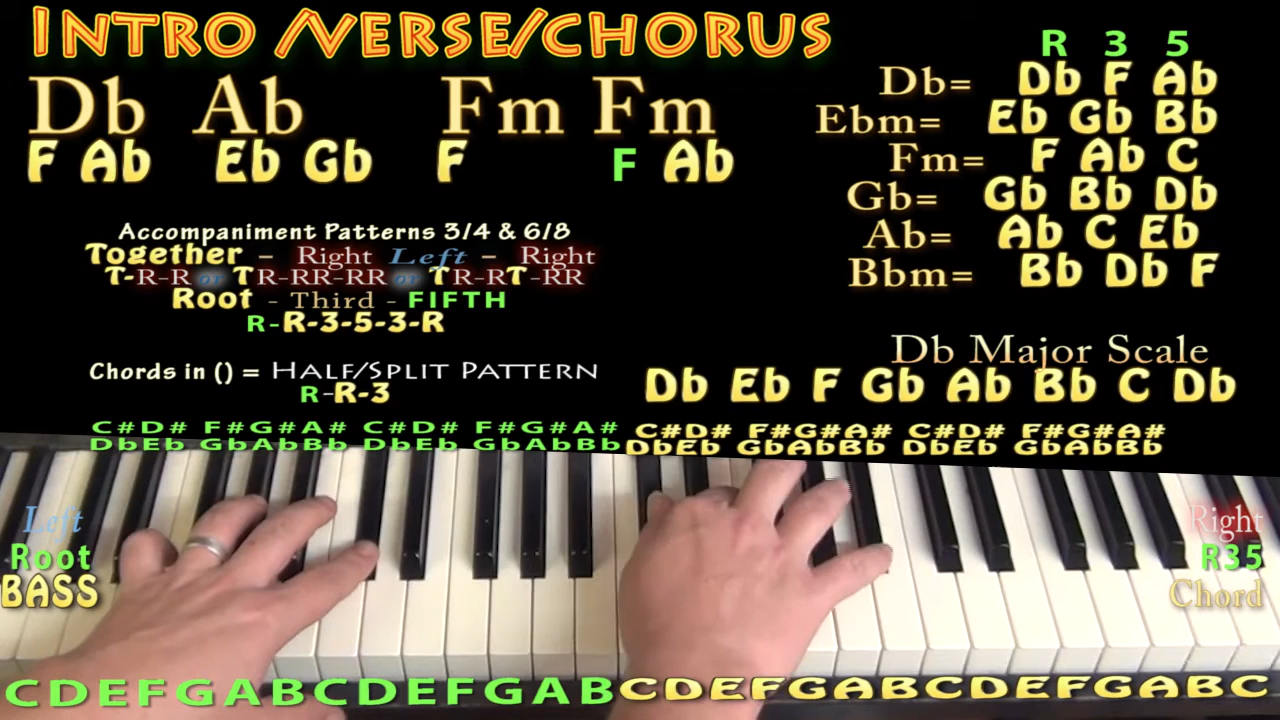 INTRO /VERSE/CHORUS
Db Ab Fm Fm
F Ab Eb Gb F F Ab
R 3 5
Db= Db F Ab
Ebm= Eb Gb Bb
Fm= F Ab C
Gb= Gb Bb Db
Ab= Ab C Eb
Bbm= Bb Db F
Accompaniment Patterns 3/4 & 6/8
Together – Right Left – Right
T-R-R or TR-RR-RR or TR-RT-RR
Root - Third - FIFTH
R-R-3-5-3-R
Chords in () = HALF/SPLIT PATTERN
R-R-3
Db Major Scale
Db Eb F Gb Ab Bb C Db
C#D# F#G#A# C#D# F#G#A# C#D# F#G#A# C#D# F#G#A#
DbEb GbAbBb DbEb GbAbBb DbEb GbAbBb DbEb GbAbBb
Left
Root
BASS
Right
R35
Chord
CDEFGABCDEFGABCDEFGABCDEFGABC